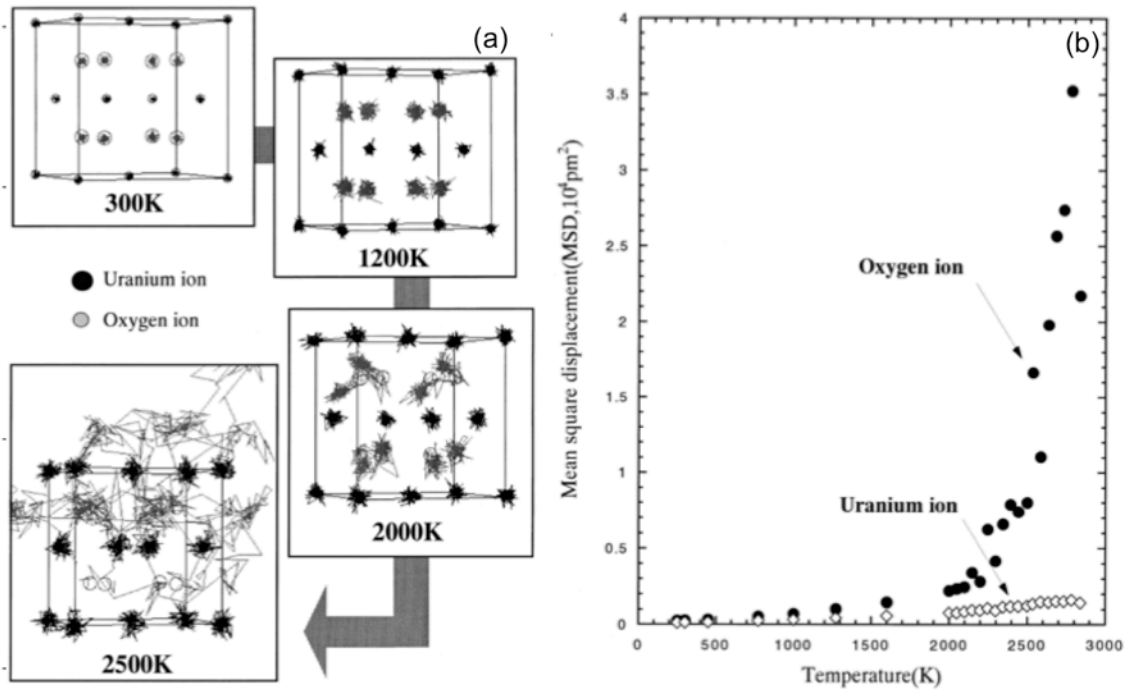 (a)
300K
1200K
Uranium ion
Oxygen ion
2000K
2500K
(b)
Mean square displacement(MSD,10⁴pm²)
4
3.5
3
2.5
2
1.5
1
0.5
0
Oxygen ion
Uranium ion
0 500 1000 1500 2000 2500 3000
Temperature(K)